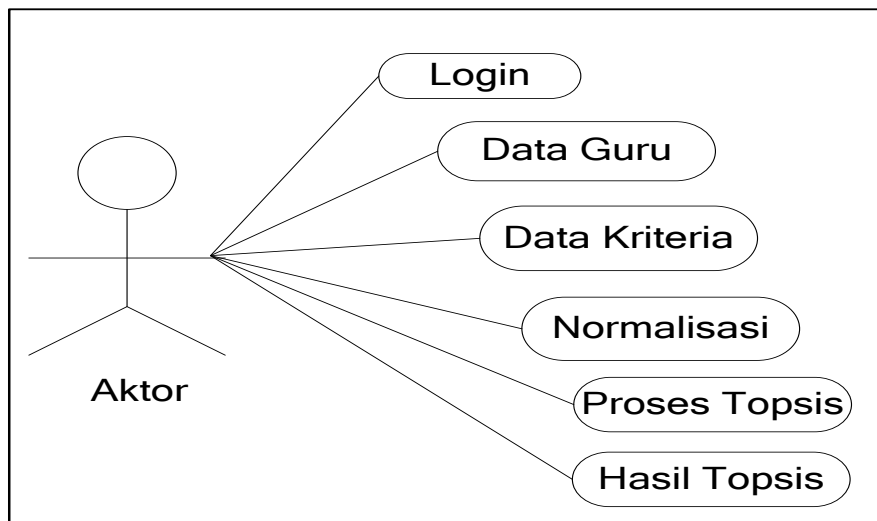 Login
Data Guru
Data Kriteria
Normalisasi
Aktor
Proses Topsis
Hasil Topsis